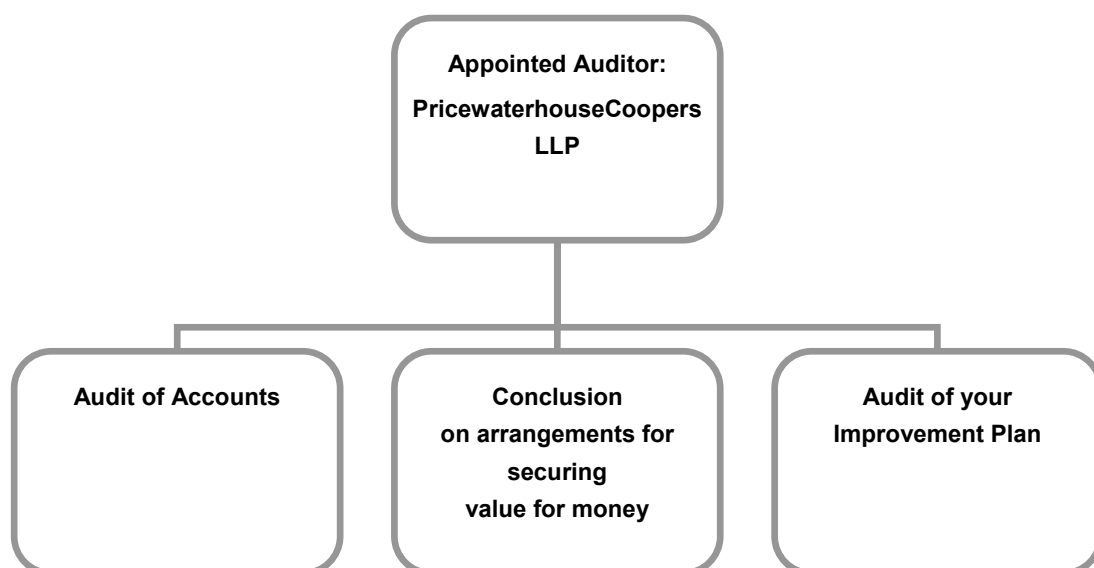 Appointed Auditor:
PricewaterhouseCoopers
LLP
Audit of Accounts
Conclusion
on arrangements for
securing
value for money
Audit of your
Improvement Plan